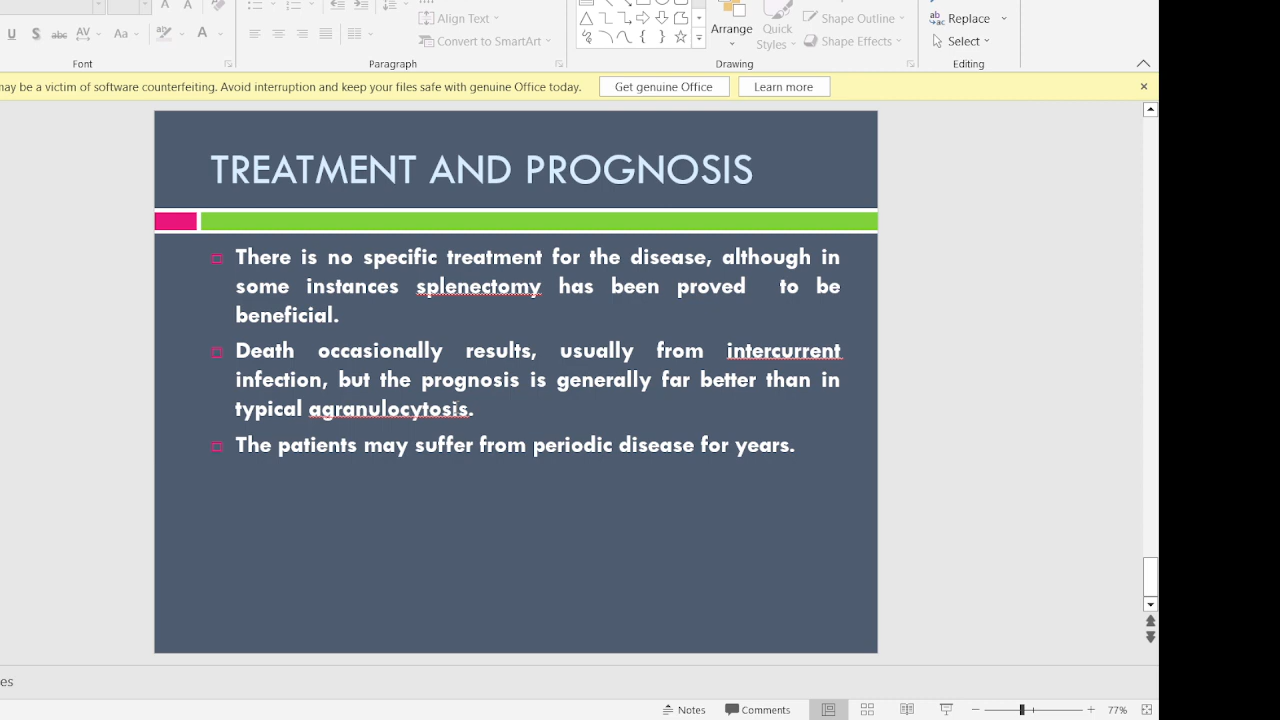 Align Text
Shape Outline
Replace
Arrange
Quick
Styles
U S abc AV Aa A
Convert to SmartArt
Shape Effects
Select
Font
Paragraph
Drawing
Editing
may be a victim of software counterfeiting. Avoid interruption and keep your files safe with genuine Office today.
Get genuine Office
Learn more
TREATMENT AND PROGNOSIS
There is no specific treatment for the disease, although in
some instances splenectomy has been proved to be
beneficial.
Death occasionally results, usually from intercurrent
infection, but the prognosis is generally far better than in
typical agranulocytosis.
The patients may suffer from periodic disease for years.
es
Notes
Comments
77%